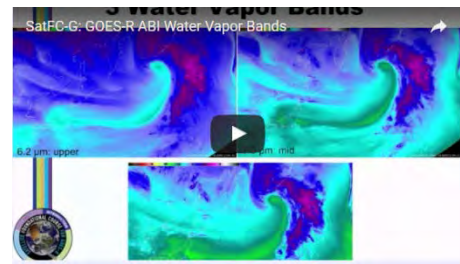 3 Water Vapor Bands
SatFC-G: GOES-R ABI Water Vapor Bands
6.2 µm: upper
µm: mid